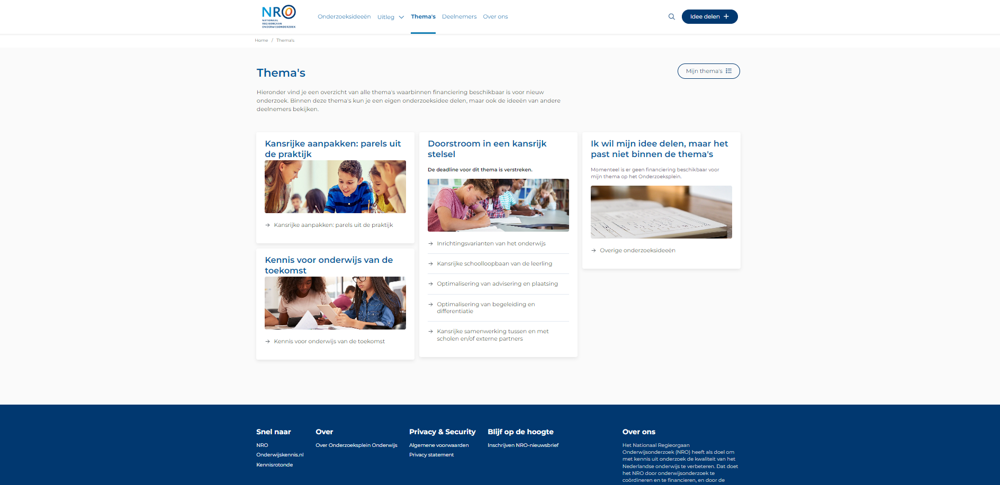 NRO
NATIONAAL
REGIEORGAAN
ONDERWIJSONDERZOEK
Onderzoeksideeën
Uitleg
Thema's
Deelnemers
Over ons
Idee delen
Home / Thema's
Thema's
Mijn thema's
Hieronder vind je een overzicht van alle thema's waarbinnen financiering beschikbaar is voor nieuw
onderzoek. Binnen deze thema's kun je een eigen onderzoeksidee delen, maar ook de ideeën van andere
deelnemers bekijken.
Kansrijke aanpakken: parels uit
de praktijk
→ Kansrijke aanpakken: parels uit de praktijk
Kennis voor onderwijs van de
toekomst
→ Kennis voor onderwijs van de toekomst
Doorstroom in een kansrijk
stelsel
De deadline voor dit thema is verstreken.
→ Inrichtingsvarianten van het onderwijs
→ Kansrijke schoolloopbaan van de leerling
→ Optimalisering van advisering en plaatsing
→ Optimalisering van begeleiding en
differentiatie
→ Kansrijke samenwerking tussen en met
scholen en/of externe partners
Ik wil mijn idee delen, maar het
past niet binnen de thema's
Momenteel is er geen financiering beschikbaar voor
mijn thema op het Onderzoeksplein.
→ Overige onderzoeksideeën
Snel naar
NRO
Onderwijskennis.nl
Kennisrotonde
Over
Over Onderzoeksplein Onderwijs
Privacy & Security
Algemene voorwaarden
Privacy statement
Blijf op de hoogte
Inschrijven NRO-nieuwsbrief
Over ons
Het Nationaal Regieorgaan
Onderwijsonderzoek (NRO) heeft als doel om
met kennis uit onderzoek de kwaliteit van het
Nederlandse onderwijs te verbeteren. Dat doet
het NRO door onderwijsonderzoek te
coördineren en te financieren, en door de